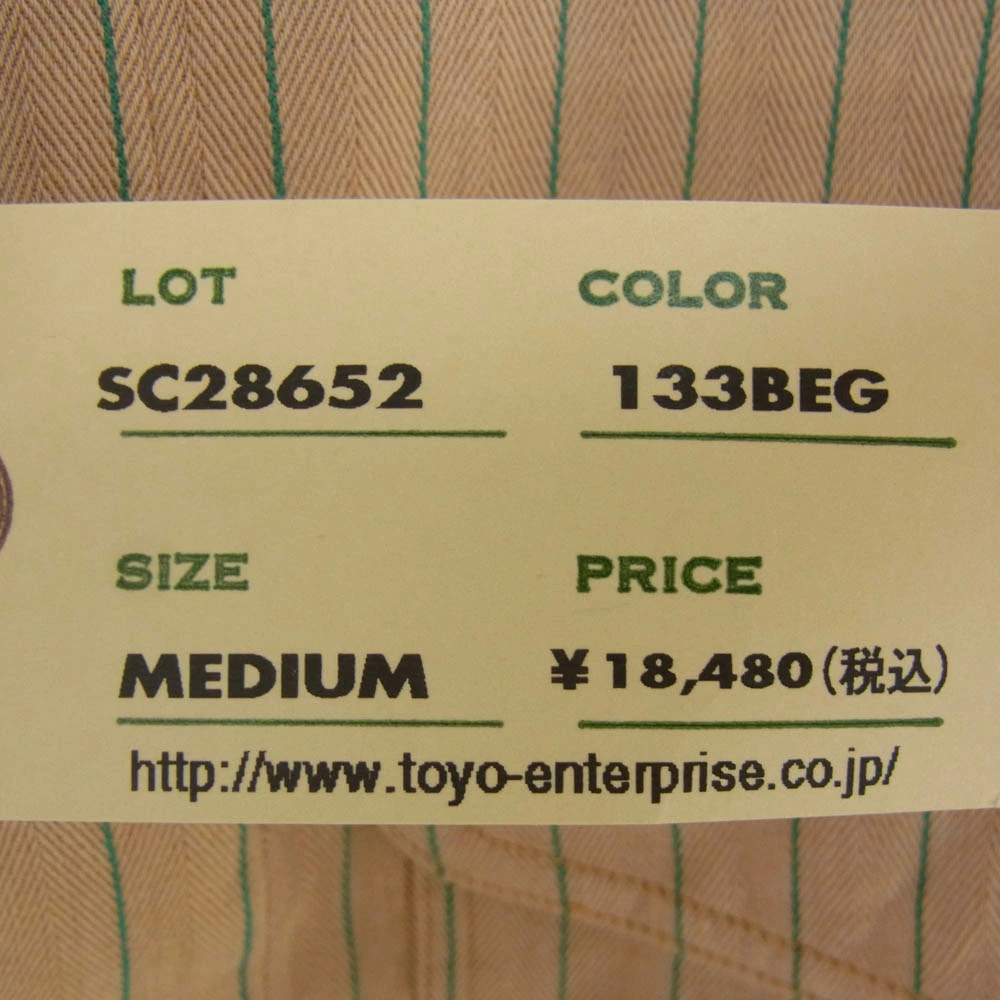 LOT COLOR
SC28652 133BEG
SIZE PRICE
MEDIUM ¥18,480(税込)
http://www.toyo-enterprise.co.jp/